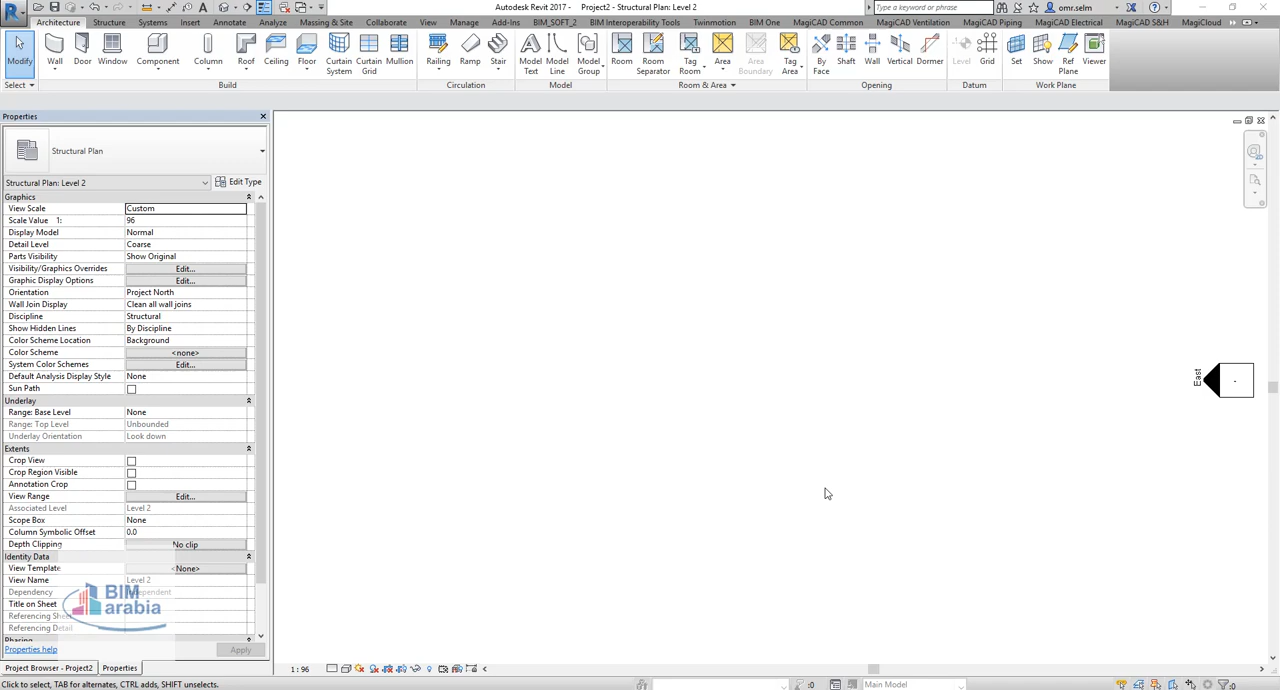 Autodesk Revit 2017 - Project2 - Structural Plan: Level 2
Type a keyword or phrase
omr.selm
Architecture Structure Systems Insert Annotate Analyze Massing & Site Collaborate View Manage Add-Ins BIM_SOFT_2 BIM Interoperability Tools Twinmotion BIM One MagiCAD Common MagiCAD Ventilation MagiCAD Piping MagiCAD Electrical MagiCAD S&H MagiCloud
Modify Wall Door Window Component Column Roof Ceiling Floor Curtain System Curtain Grid Mullion Railing Ramp Stair Model Text Model Line Model Group Room Room Separator Tag Room Area Area Boundary Tag Area By Face Shaft Wall Vertical Dormer Level Grid Set Show Ref Plane Viewer
Select Build Circulation Model Room & Area Opening Datum Work Plane
Properties
Structural Plan
Structural Plan: Level 2 Edit Type
Graphics
View Scale Custom
Scale Value 1: 96
Display Model Normal
Detail Level Coarse
Parts Visibility Show Original
Visibility/Graphics Overrides Edit...
Graphic Display Options Edit...
Orientation Project North
Wall Join Display Clean all wall joins
Discipline Structural
Show Hidden Lines By Discipline
Color Scheme Location Background
Color Scheme <none>
System Color Schemes Edit...
Default Analysis Display Style None
Sun Path
Underlay
Range: Base Level None
Range: Top Level Unbounded
Underlay Orientation Look down
Extents
Crop View
Crop Region Visible
Annotation Crop
View Range Edit...
Associated Level Level 2
Scope Box None
Column Symbolic Offset 0.0
Depth Clipping No clip
Identity Data
View Template <None>
View Name Level 2
Dependency Independent
Title on Sheet
Referencing Sheet
Referencing Detail
Phasing
Properties help Apply
BIM
arabia
East
Project Browser - Project2 Properties
1 : 96
Click to select, TAB for alternates, CTRL adds, SHIFT unselects.
:0
Main Model
:0